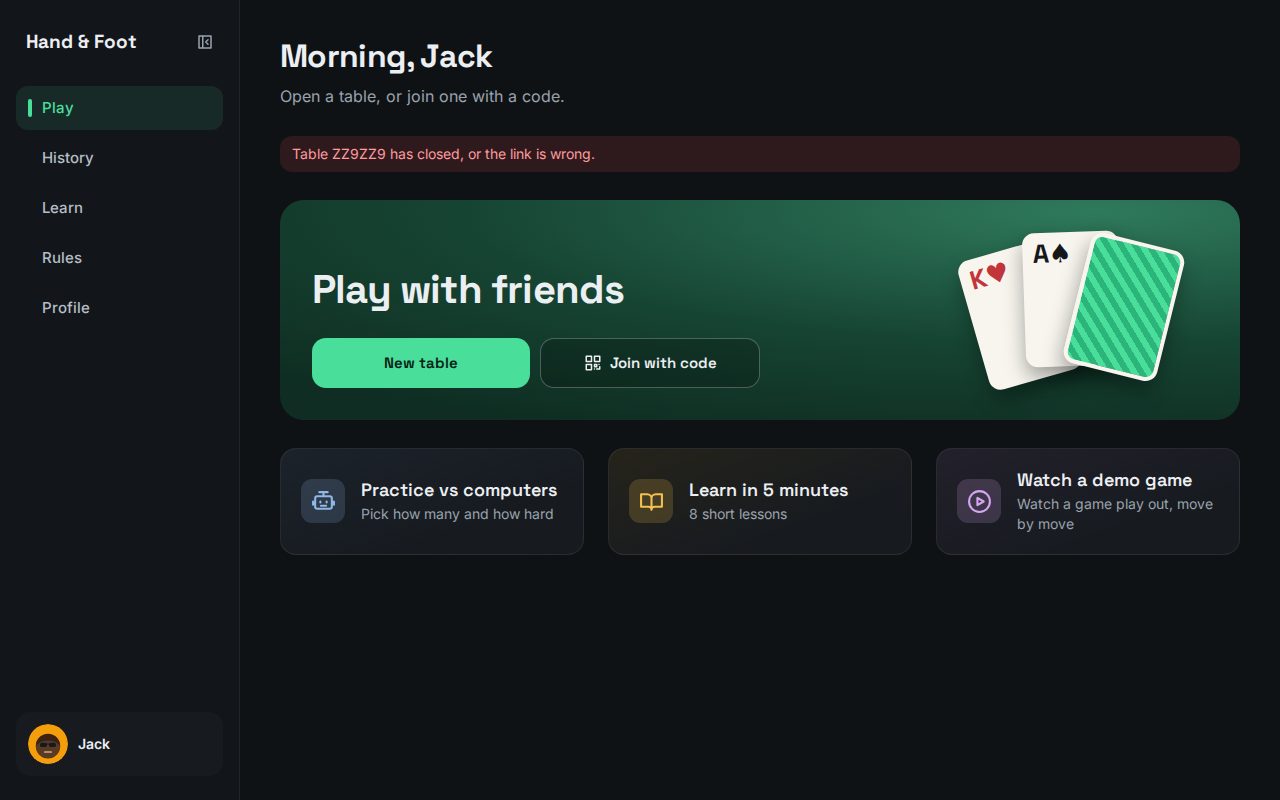 Hand & Foot
Play
History
Learn
Rules
Profile
Jack
Morning, Jack
Open a table, or join one with a code.
Table ZZ9ZZ9 has closed, or the link is wrong.
Play with friends
New table
Join with code
K♥
A♠
Practice vs computers
Pick how many and how hard
Learn in 5 minutes
8 short lessons
Watch a demo game
Watch a game play out, move
by move